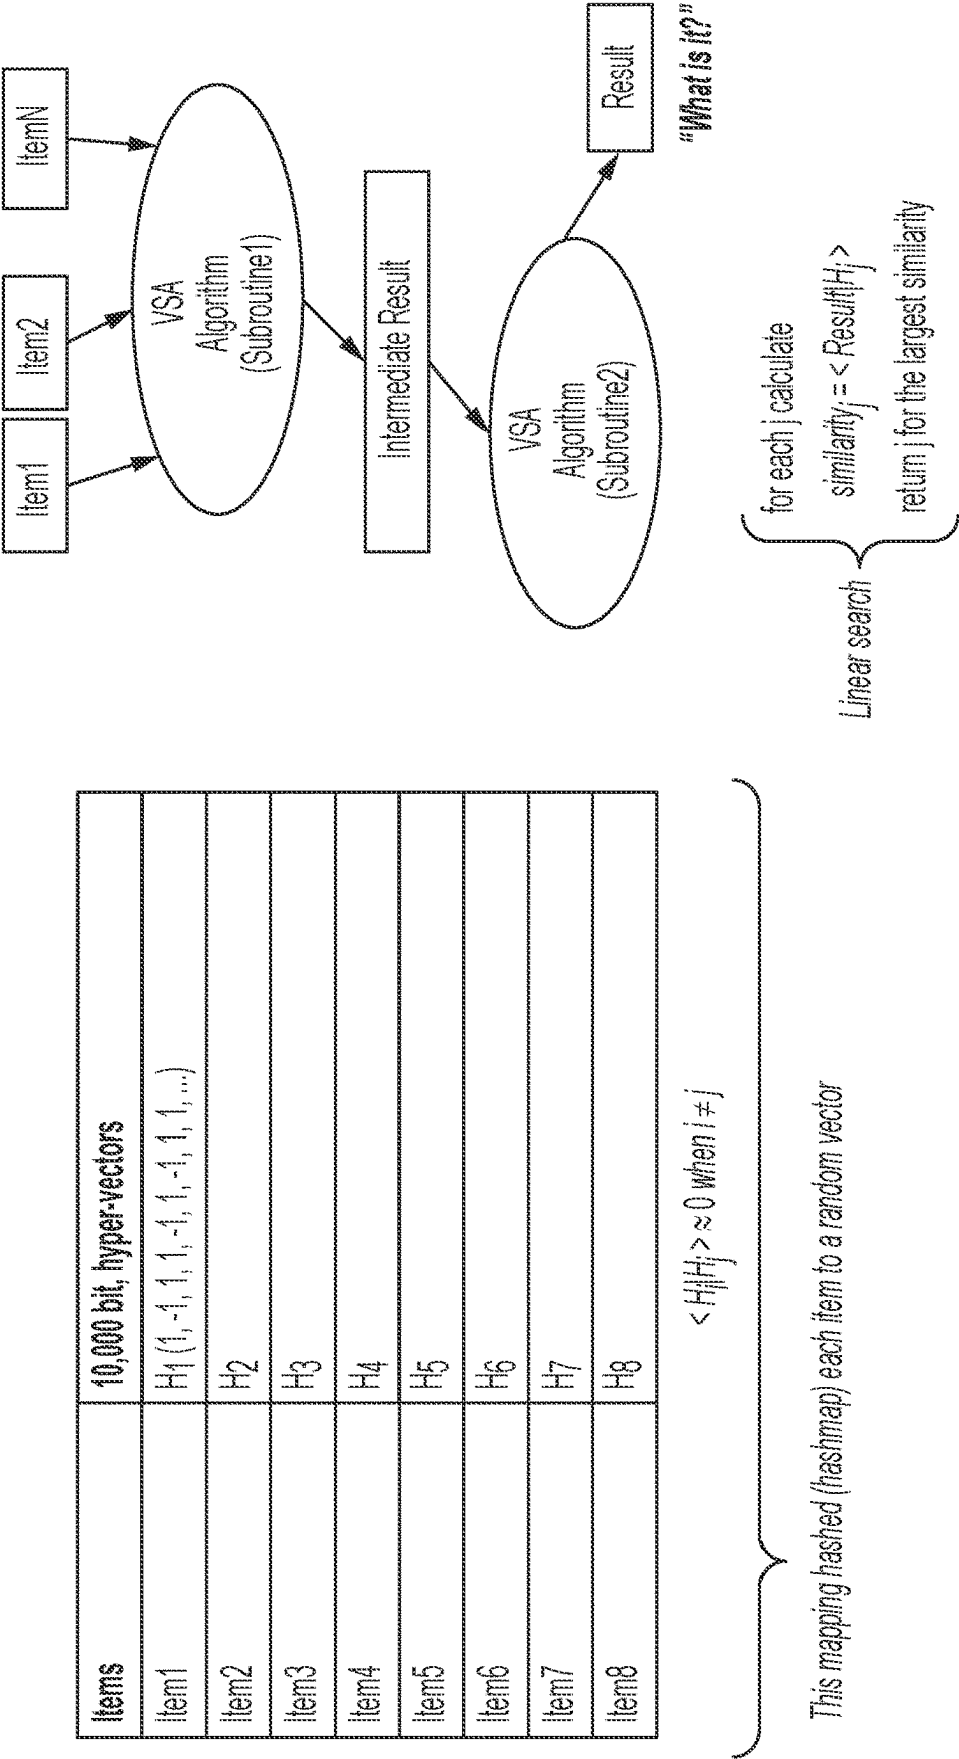 Items 10,000 bit, hyper-vectors
Item1 H1 (1, -1, 1, 1, 1, -1, 1, 1, -1, 1, 1, 1, ...)
Item2 H2
Item3 H3
Item4 H4
Item5 H5
Item6 H6
Item7 H7
Item8 H8
< Hi|Hj > ≈ 0 when i ≠ j
This mapping hashed (hashmap) each item to a random vector
Item1 Item2 ItemN
VSA
Algorithm
(Subroutine1)
Intermediate Result
VSA
Algorithm
(Subroutine2)
Result
"What is it?"
Linear search
for each j calculate
similarityj = < Result|Hj >
return j for the largest similarity